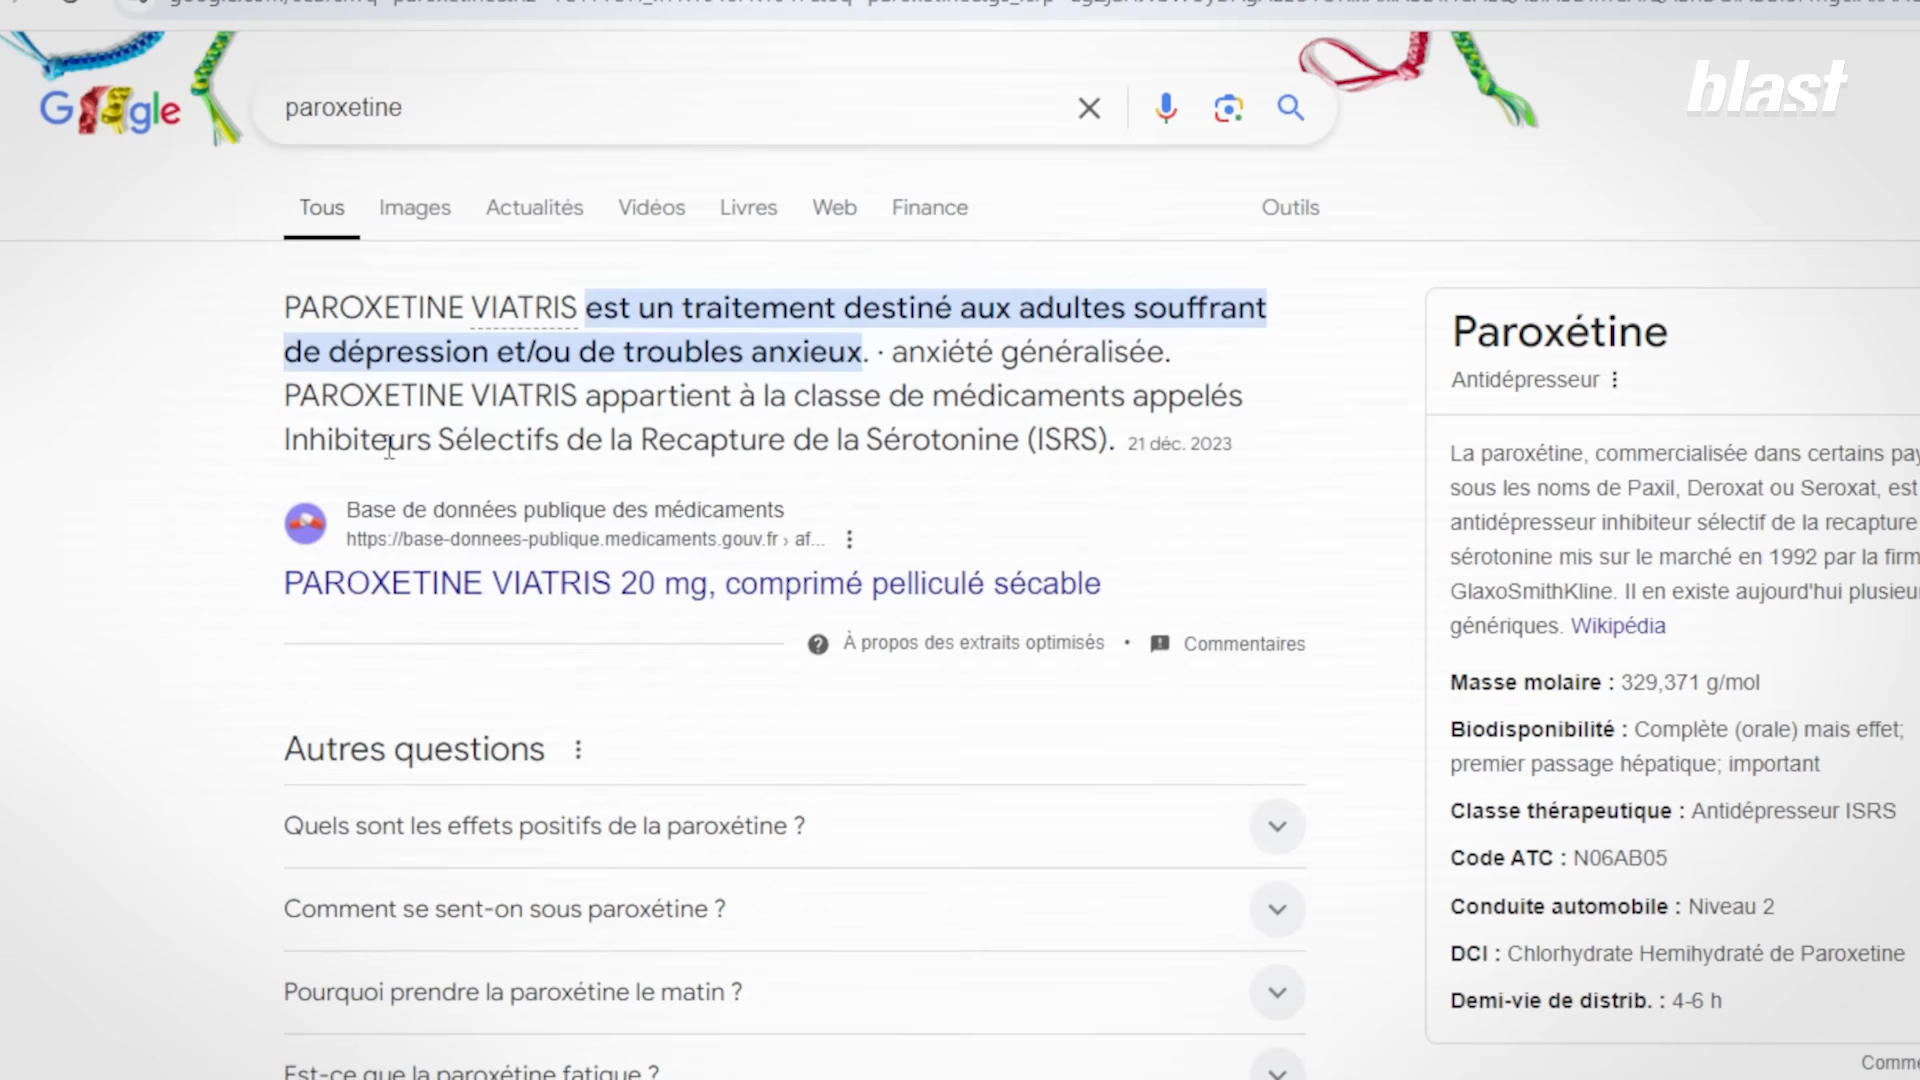 Google
paroxetine
blast
Tous Images Actualités Vidéos Livres Web Finance Outils
PAROXETINE VIATRIS est un traitement destiné aux adultes souffrant
de dépression et/ou de troubles anxieux. · anxiété généralisée.
PAROXETINE VIATRIS appartient à la classe de médicaments appelés
Inhibiteurs Sélectifs de la Recapture de la Sérotonine (ISRS). 21 déc. 2023
Base de données publique des médicaments
https://base-donnees-publique.medicaments.gouv.fr › af...
PAROXETINE VIATRIS 20 mg, comprimé pelliculé sécable
À propos des extraits optimisés • Commentaires
Autres questions
Quels sont les effets positifs de la paroxétine ?
Comment se sent-on sous paroxétine ?
Pourquoi prendre la paroxétine le matin ?
Est-ce que la paroxétine fatigue ?
Paroxétine
Antidépresseur
La paroxétine, commercialisée dans certains pay
sous les noms de Paxil, Deroxat ou Seroxat, est
antidépresseur inhibiteur sélectif de la recapture
sérotonine mis sur le marché en 1992 par la firm
GlaxoSmithKline. Il en existe aujourd'hui plusieu
génériques. Wikipédia
Masse molaire : 329,371 g/mol
Biodisponibilité : Complète (orale) mais effet;
premier passage hépatique; important
Classe thérapeutique : Antidépresseur ISRS
Code ATC : N06AB05
Conduite automobile : Niveau 2
DCI : Chlorhydrate Hemihydraté de Paroxetine
Demi-vie de distrib. : 4-6 h
Comme